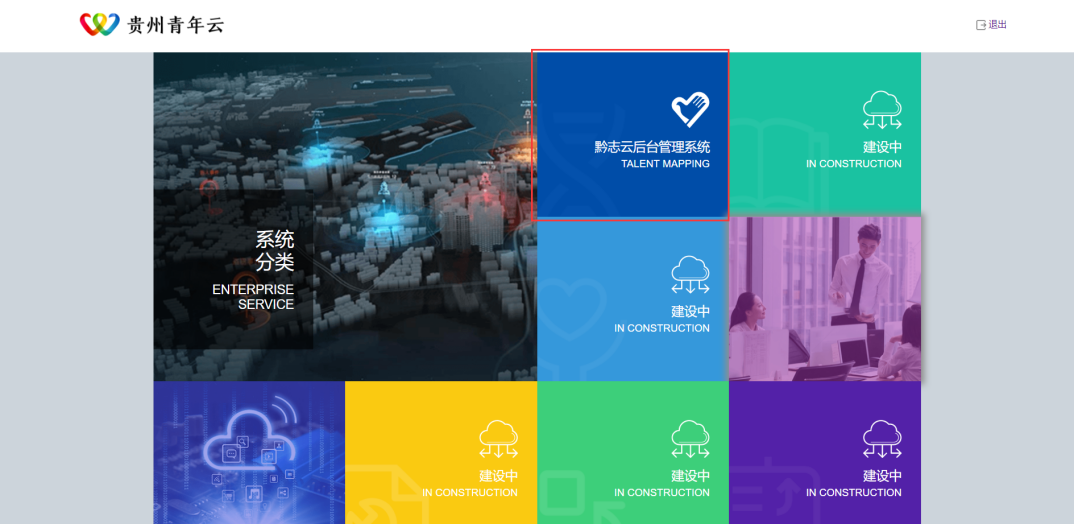 贵州青年云
退出
黔志云后台管理系统
TALENT MAPPING
建设中
IN CONSTRUCTION
系统
分类
ENTERPRISE
SERVICE
建设中
IN CONSTRUCTION
建设中
IN CONSTRUCTION
建设中
IN CONSTRUCTION
建设中
IN CONSTRUCTION